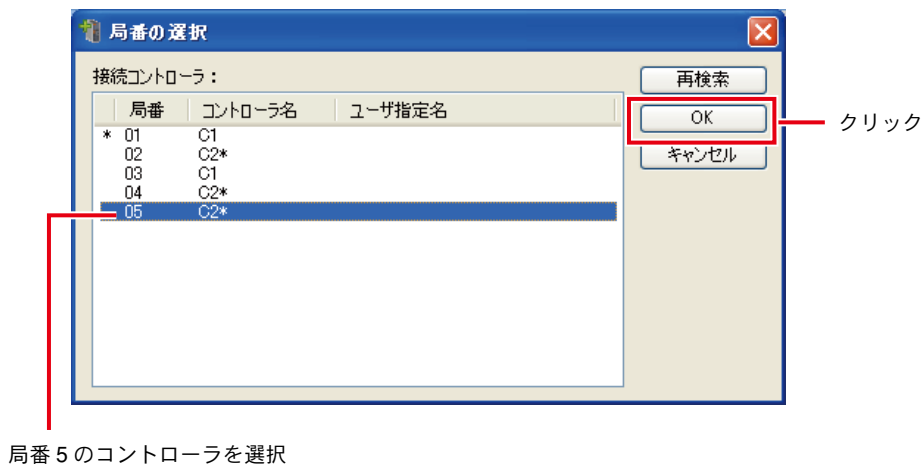 局番の選択
接続コントローラ：
再検索
局番 コントローラ名 ユーザ指定名
OK
クリック
* 01 C1
02 C2*
キャンセル
03 C1
04 C2*
05 C2*
局番 5 のコントローラを選択